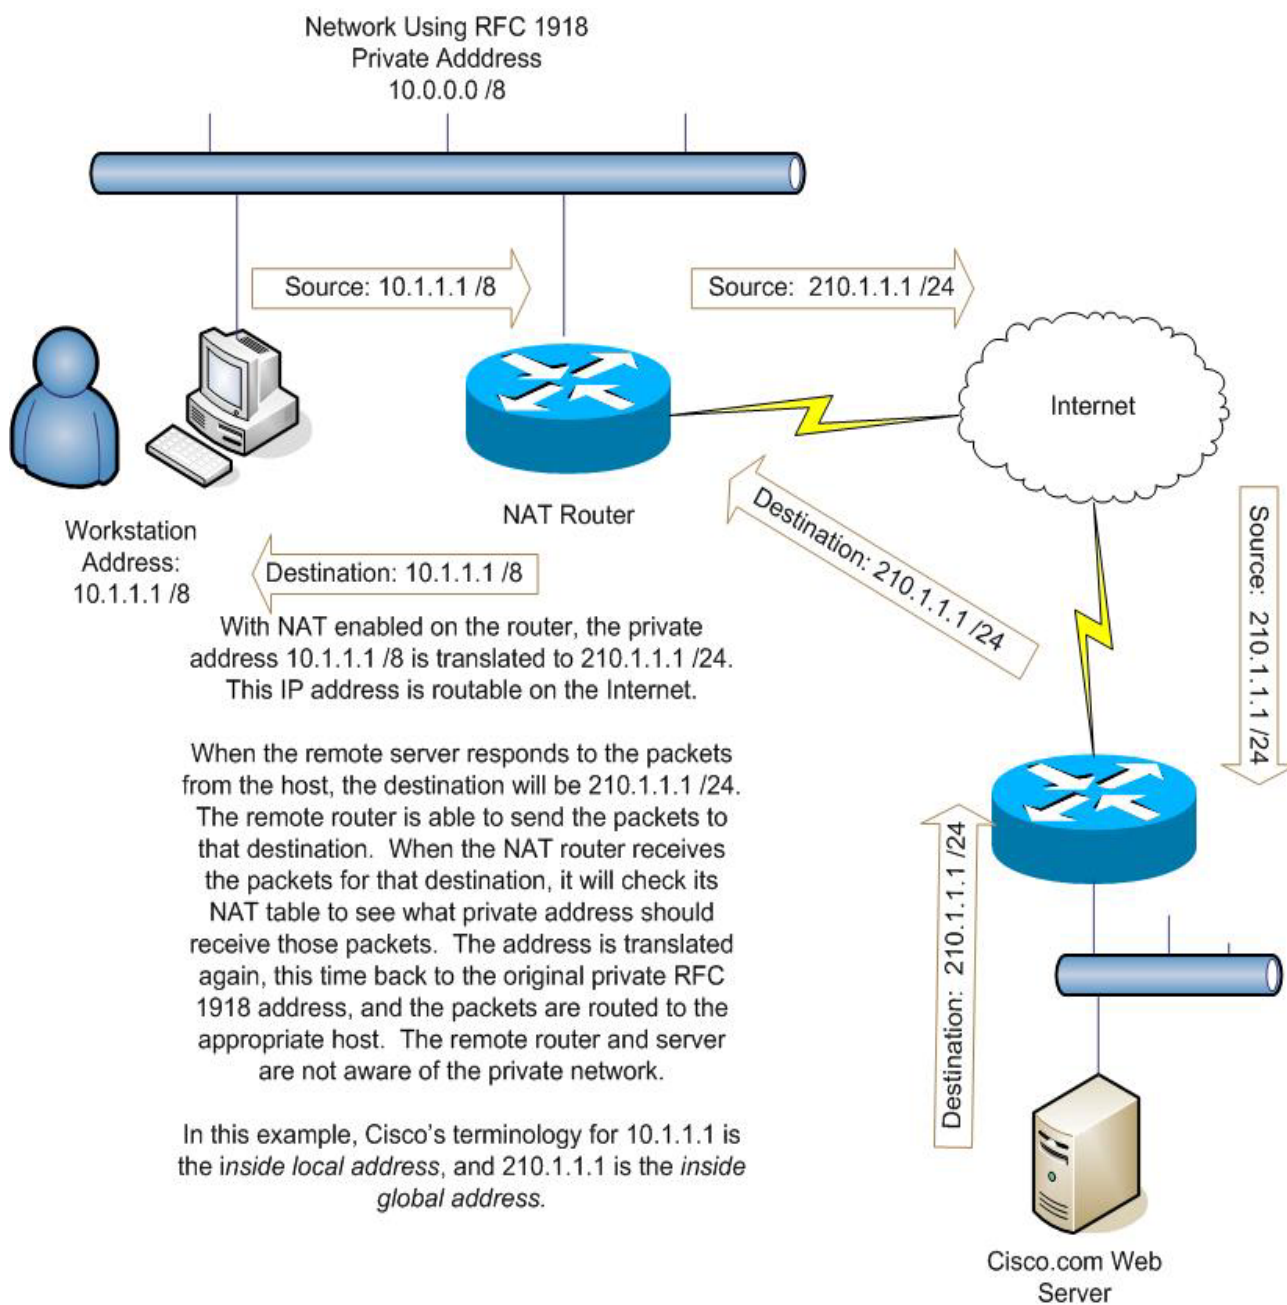 Network Using RFC 1918
Private Adddress
10.0.0.0 /8
Source: 10.1.1.1 /8
Source: 210.1.1.1 /24
Internet
NAT Router
Workstation
Address:
10.1.1.1 /8
Destination: 10.1.1.1 /8
Destination: 210.1.1.1 /24
Source: 210.1.1.1 /24
With NAT enabled on the router, the private
address 10.1.1.1 /8 is translated to 210.1.1.1 /24.
This IP address is routable on the Internet.
When the remote server responds to the packets
from the host, the destination will be 210.1.1.1 /24.
The remote router is able to send the packets to
that destination. When the NAT router receives
the packets for that destination, it will check its
NAT table to see what private address should
receive those packets. The address is translated
again, this time back to the original private RFC
1918 address, and the packets are routed to the
appropriate host. The remote router and server
are not aware of the private network.
In this example, Cisco's terminology for 10.1.1.1 is
the inside local address, and 210.1.1.1 is the inside
global address.
Destination: 210.1.1.1 /24
Cisco.com Web
Server